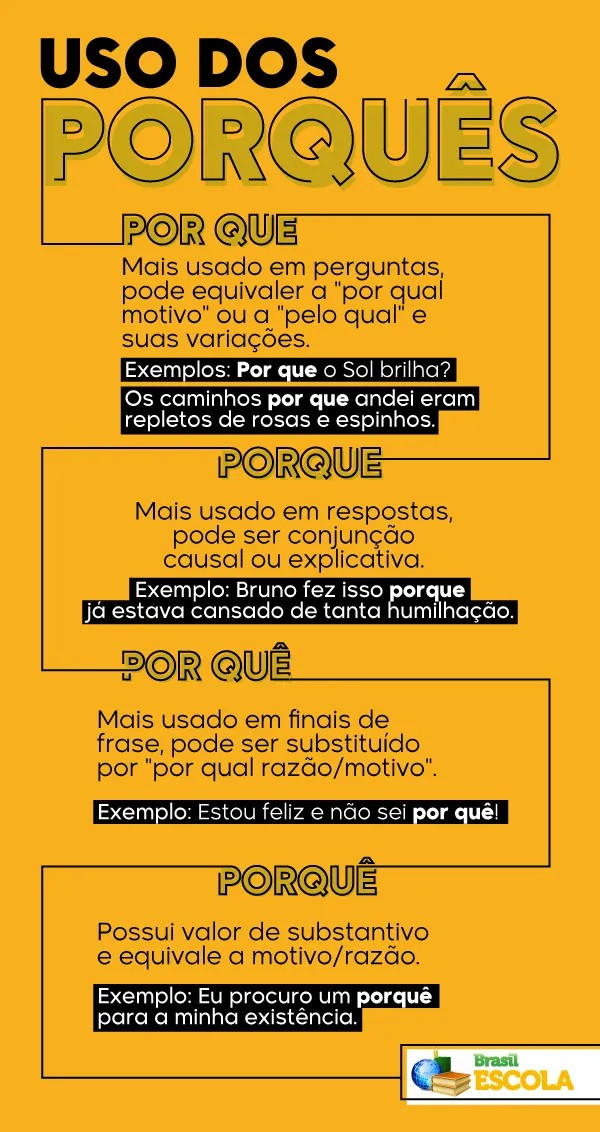 USO DOS
PORQUÊS
POR QUE
Mais usado em perguntas,
pode equivaler a "por qual
motivo" ou a "pelo qual" e
suas variações.
Exemplos: Por que o Sol brilha?
Os caminhos por que andei eram
repletos de rosas e espinhos.
PORQUE
Mais usado em respostas,
pode ser conjunção
causal ou explicativa.
Exemplo: Bruno fez isso porque
já estava cansado de tanta humilhação.
POR QUÊ
Mais usado em finais de
frase, pode ser substituído
por "por qual razão/motivo".
Exemplo: Estou feliz e não sei por quê!
PORQUÊ
Possui valor de substantivo
e equivale a motivo/razão.
Exemplo: Eu procuro um porquê
para a minha existência.
Brasil
ESCOLA